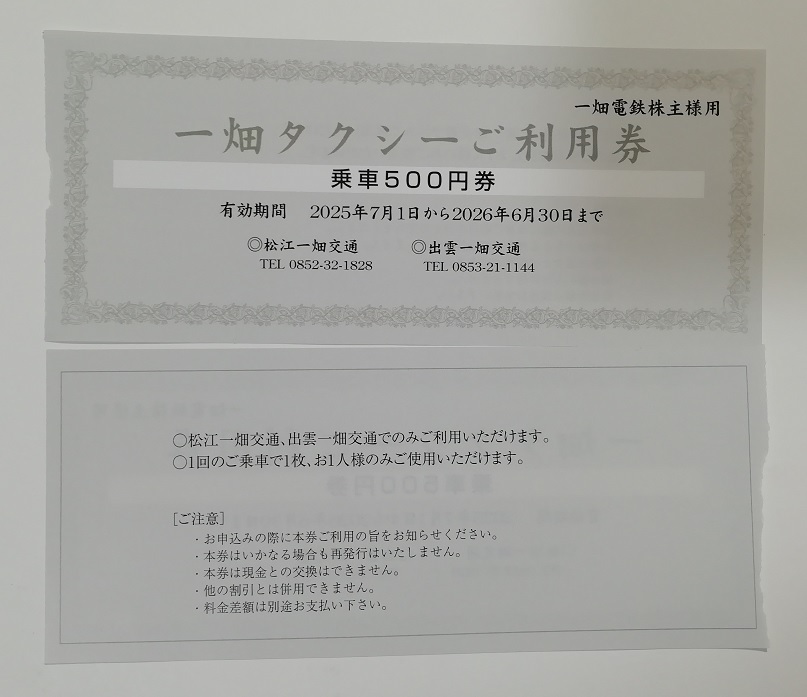 一畑電鉄株主様用
一畑タクシーご利用券
乗車500円券
有効期間 2025年7月1日から2026年6月30日まで
◎松江一畑交通 ◎出雲一畑交通
TEL 0852-32-1828 TEL 0853-21-1144
○松江一畑交通、出雲一畑交通でのみご利用いただけます。
○1回のご乗車で1枚、お1人様のみご使用いただけます。
[ご注意]
・お申込みの際に本券ご利用の旨をお知らせください。
・本券はいかなる場合も再発行はいたしません。
・本券は現金との交換はできません。
・他の割引とは併用できません。
・料金差額は別途お支払い下さい。